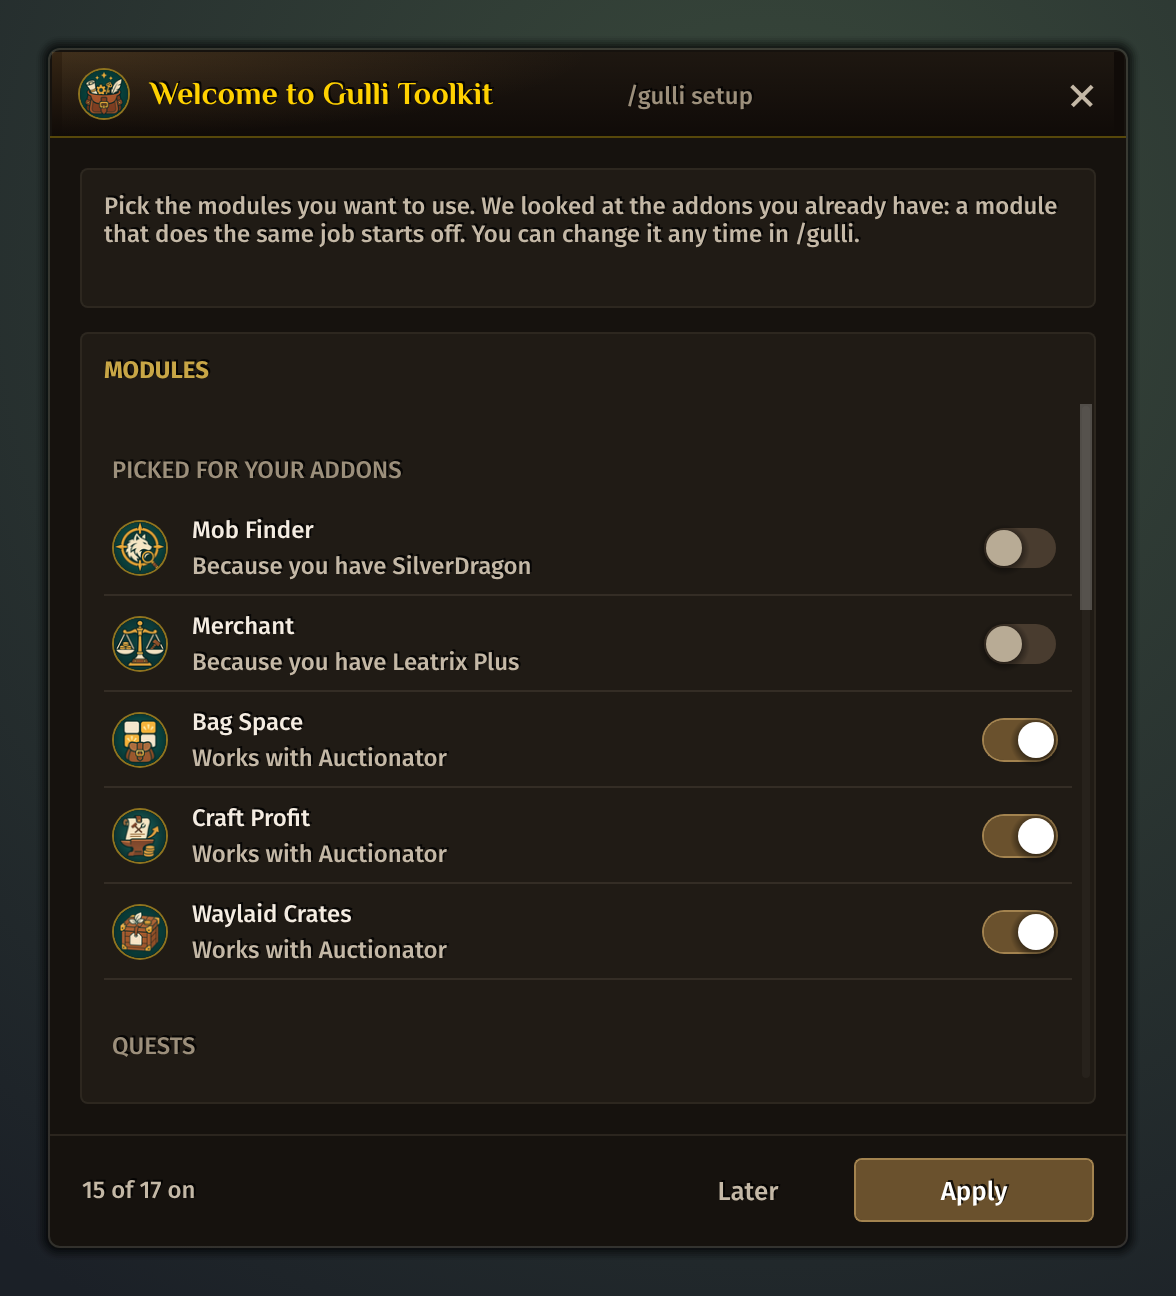 Welcome to Gulli Toolkit
/gulli setup
Pick the modules you want to use. We looked at the addons you already have: a module
that does the same job starts off. You can change it any time in /gulli.
MODULES
PICKED FOR YOUR ADDONS
Mob Finder
Because you have SilverDragon
Merchant
Because you have Leatrix Plus
Bag Space
Works with Auctionator
Craft Profit
Works with Auctionator
Waylaid Crates
Works with Auctionator
QUESTS
15 of 17 on
Later
Apply